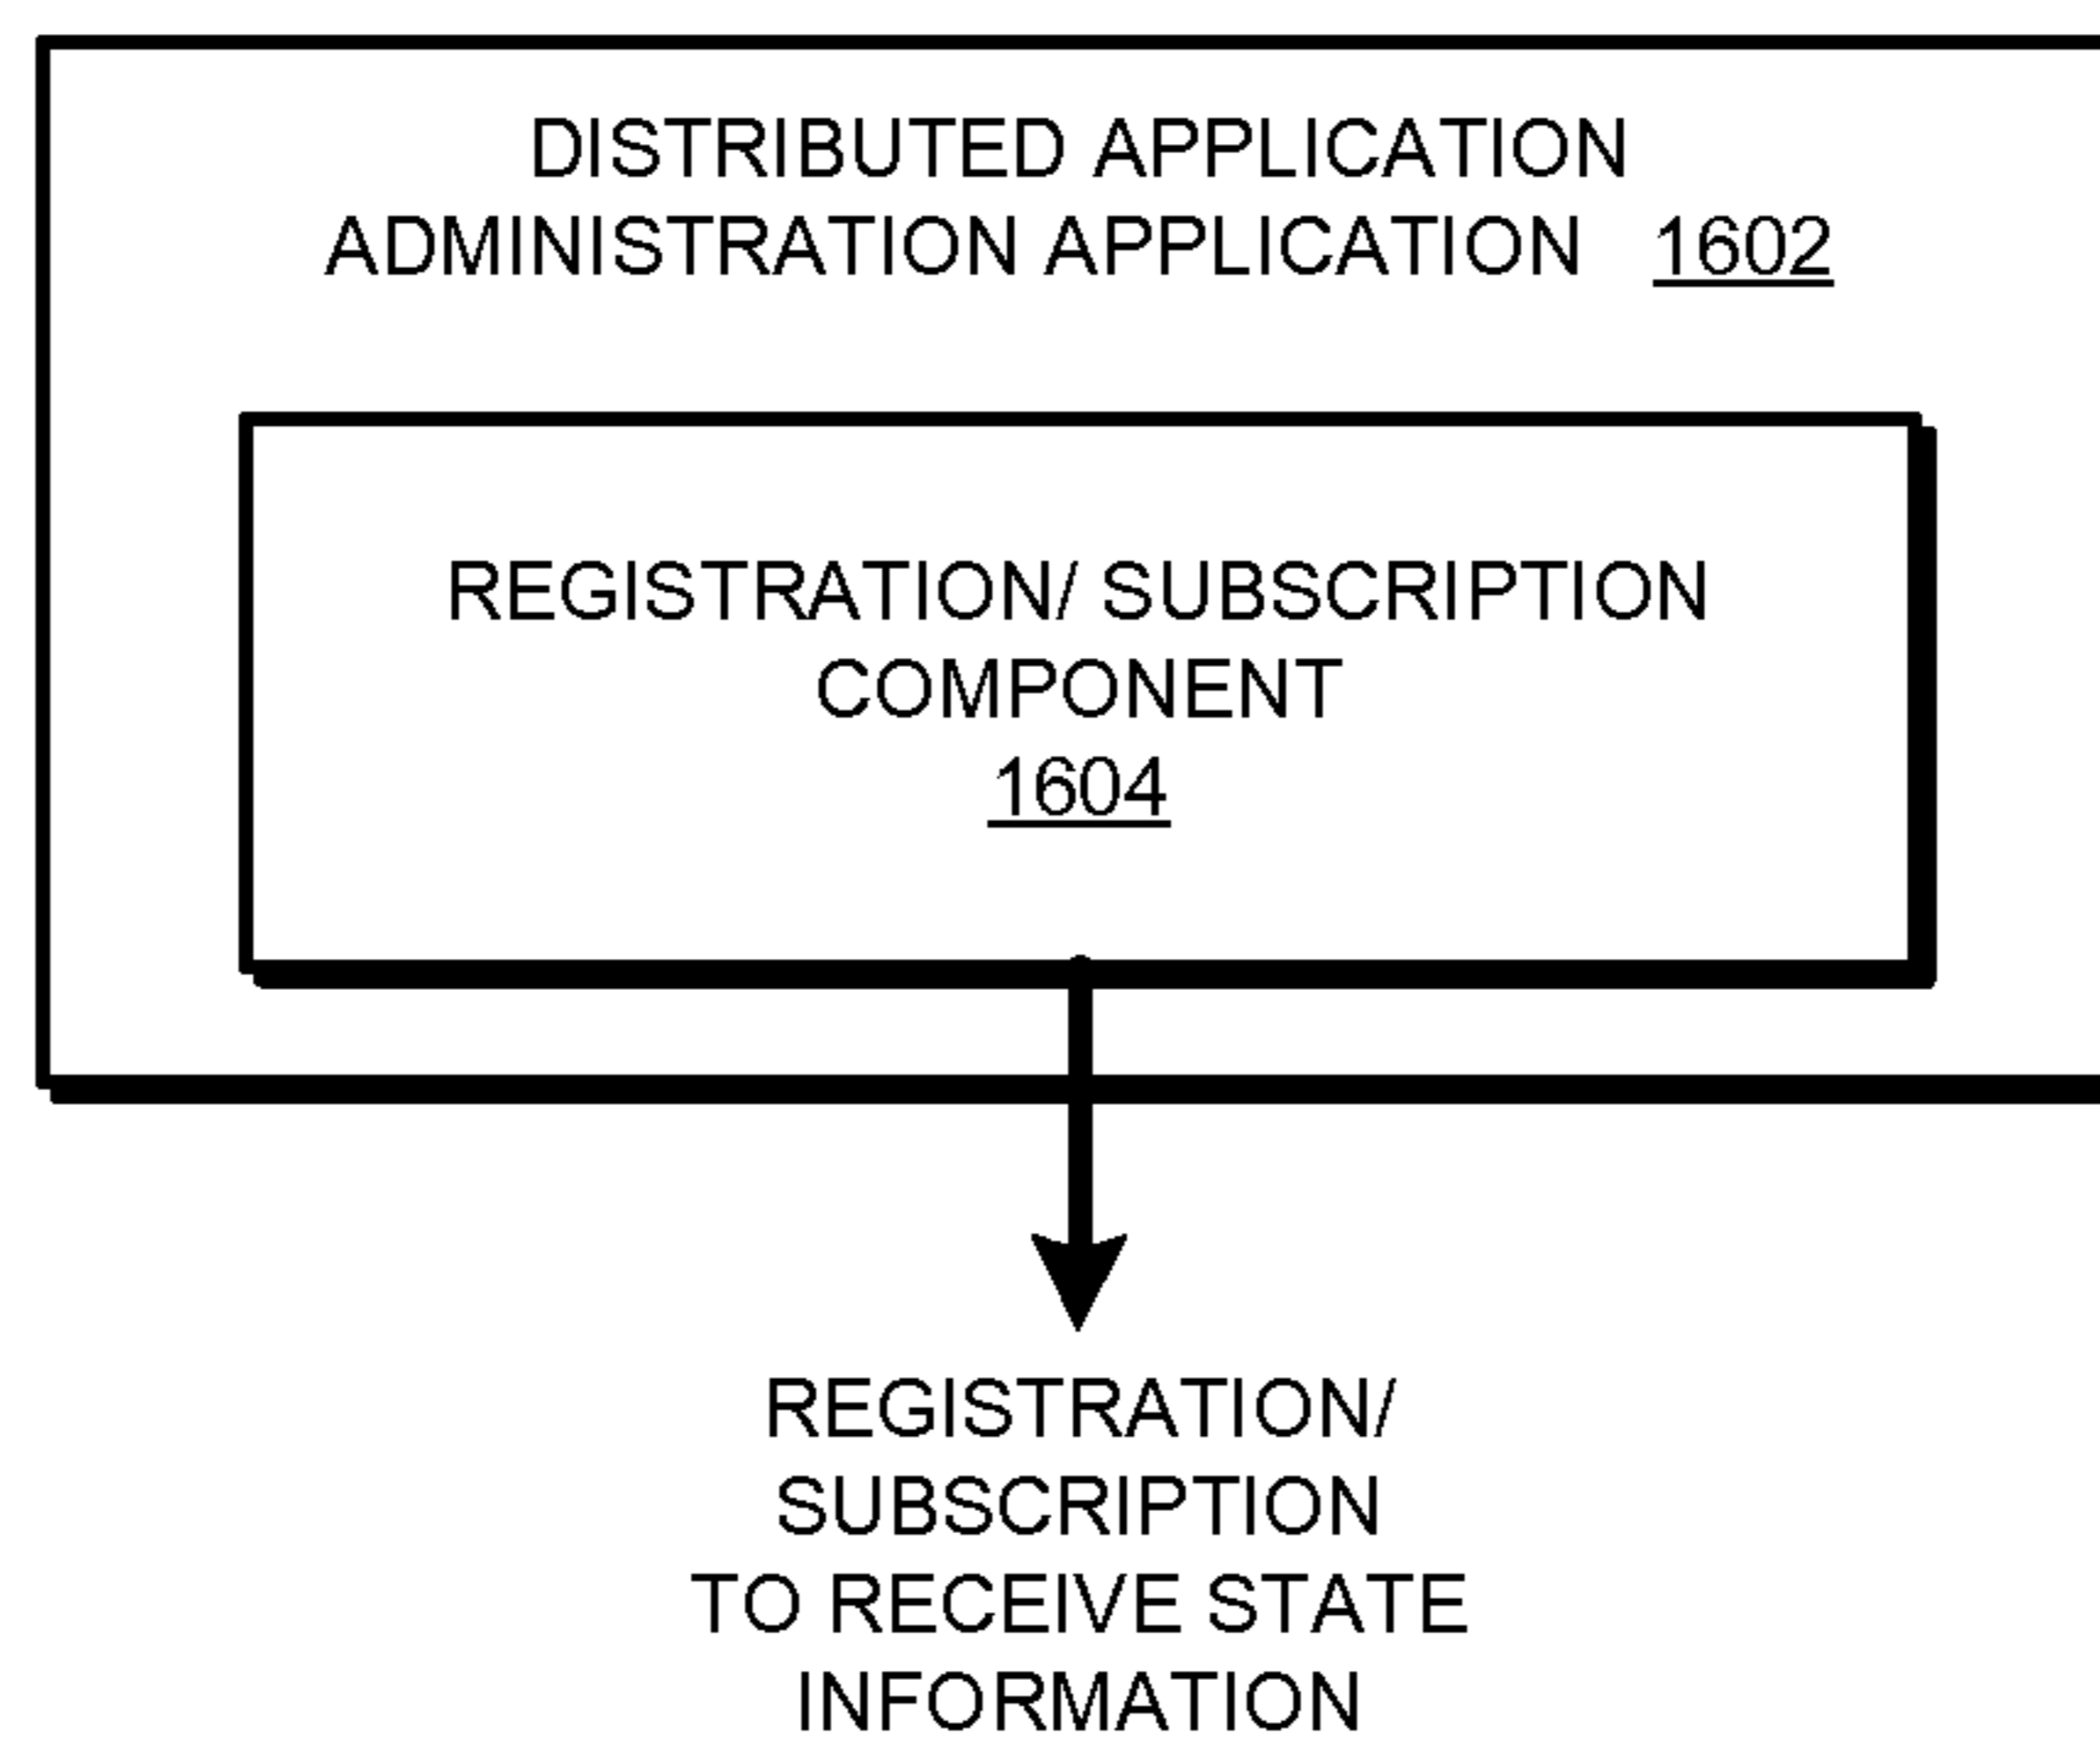 DISTRIBUTED APPLICATION
ADMINISTRATION APPLICATION 1602
REGISTRATION/ SUBSCRIPTION
COMPONENT
1604
REGISTRATION/
SUBSCRIPTION
TO RECEIVE STATE
INFORMATION